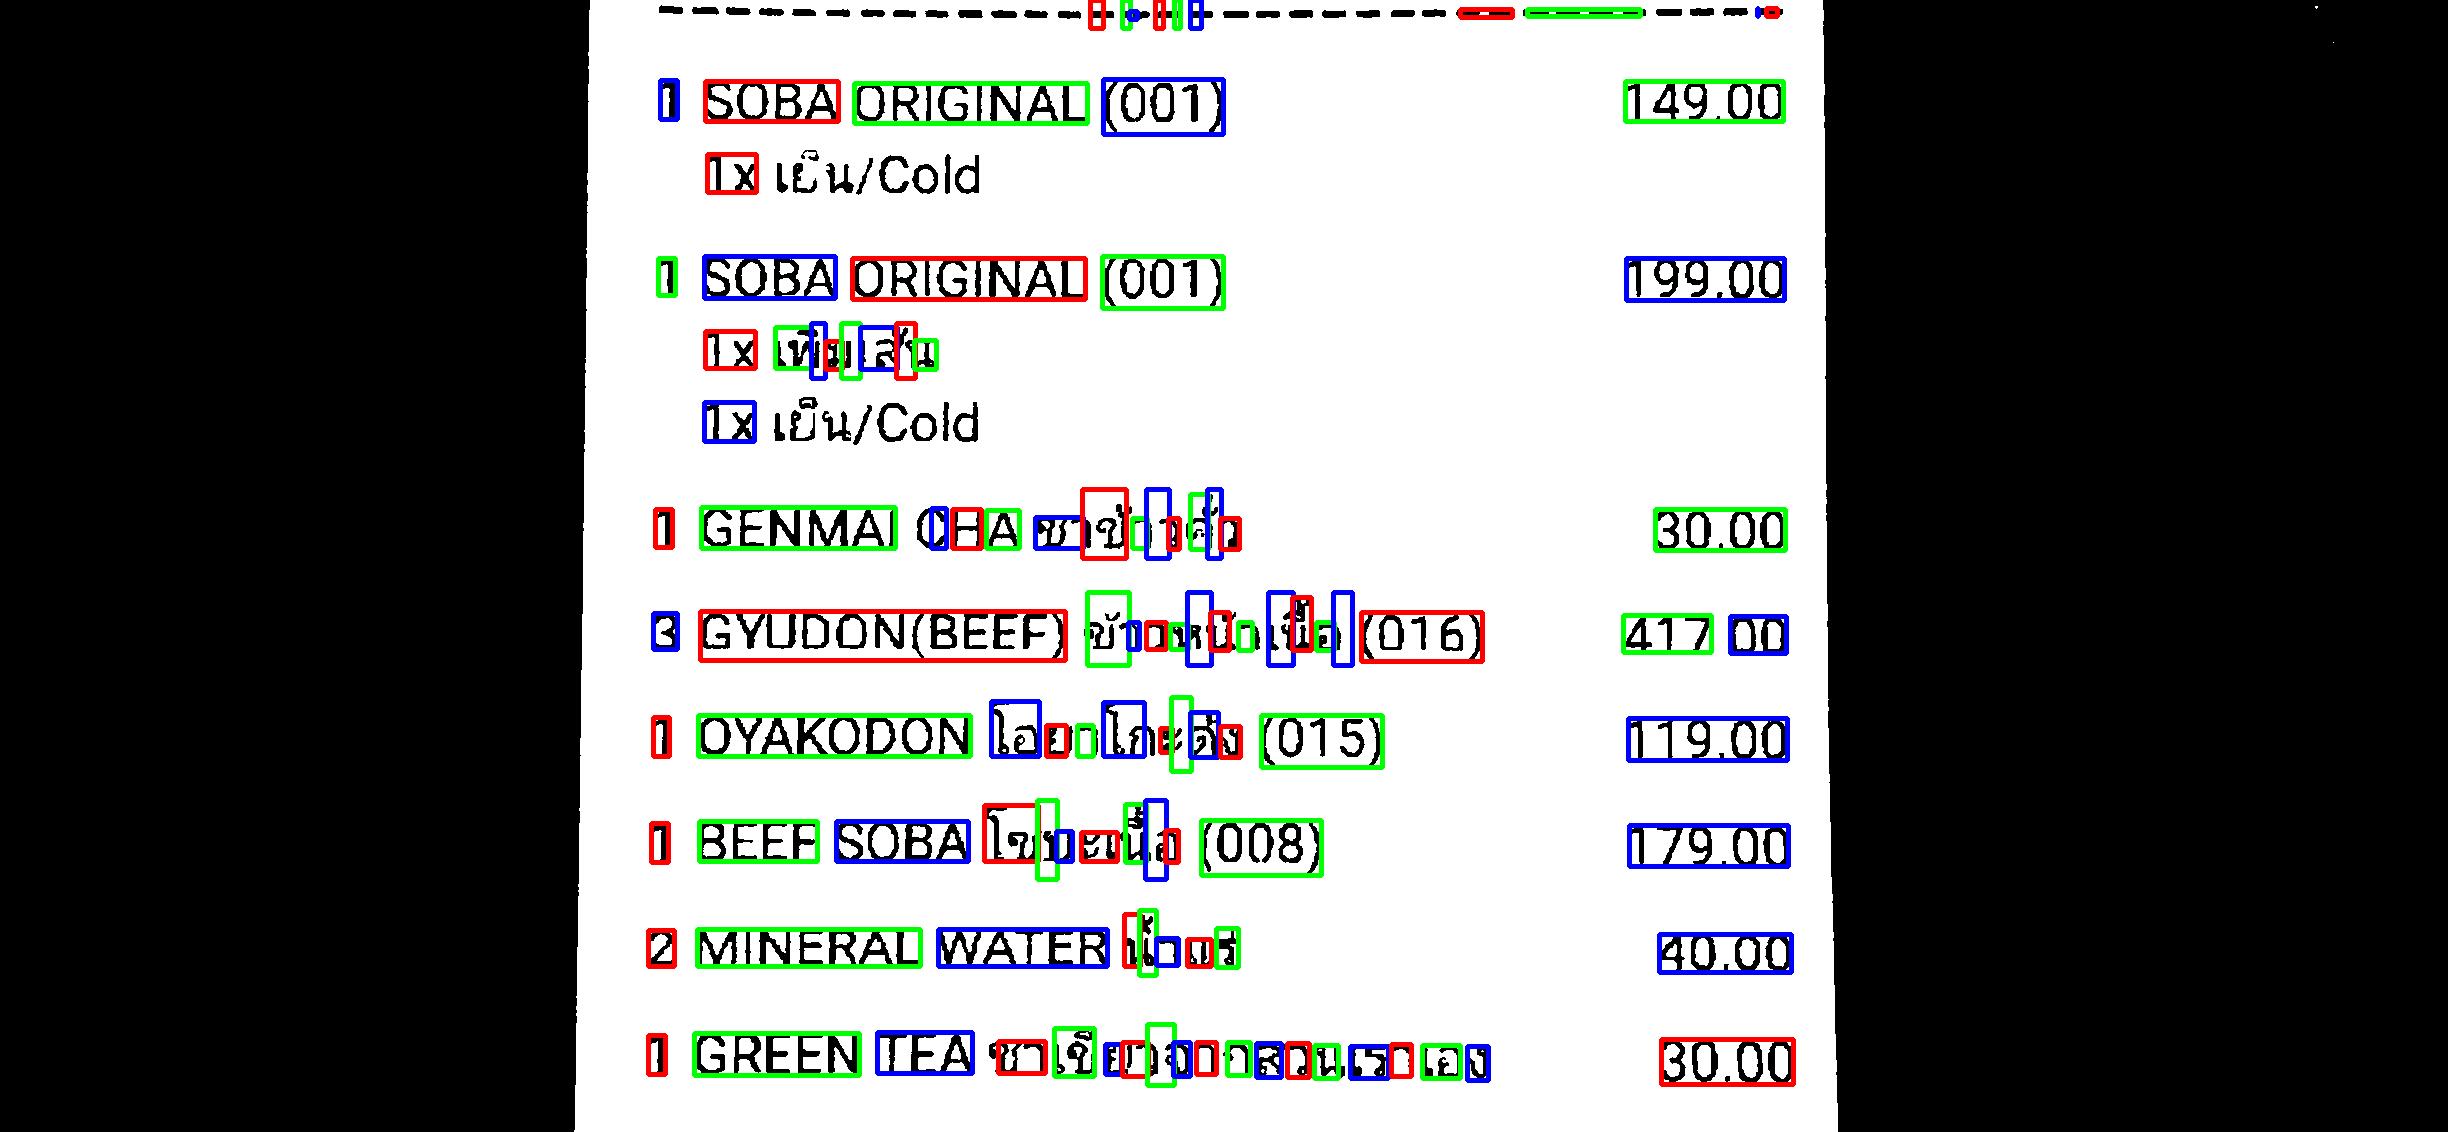 1 SOBA ORIGINAL (001) 149.00
1x เย็น/Cold
1 SOBA ORIGINAL (001) 199.00
1x เพิ่มเส้น
1x เย็น/Cold
1 GENMAI CHA ชาข้าวคั่ว 30.00
3 GYUDON(BEEF) ข้าวหน้าเนื้อ (016) 417.00
1 OYAKODON โอยาโกะด้ง (015) 119.00
1 BEEF SOBA โซบะเนื้อ (008) 179.00
2 MINERAL WATER น้ำแร่ 40.00
1 GREEN TEA ชาเขียวจากสวนเราเอง 30.00